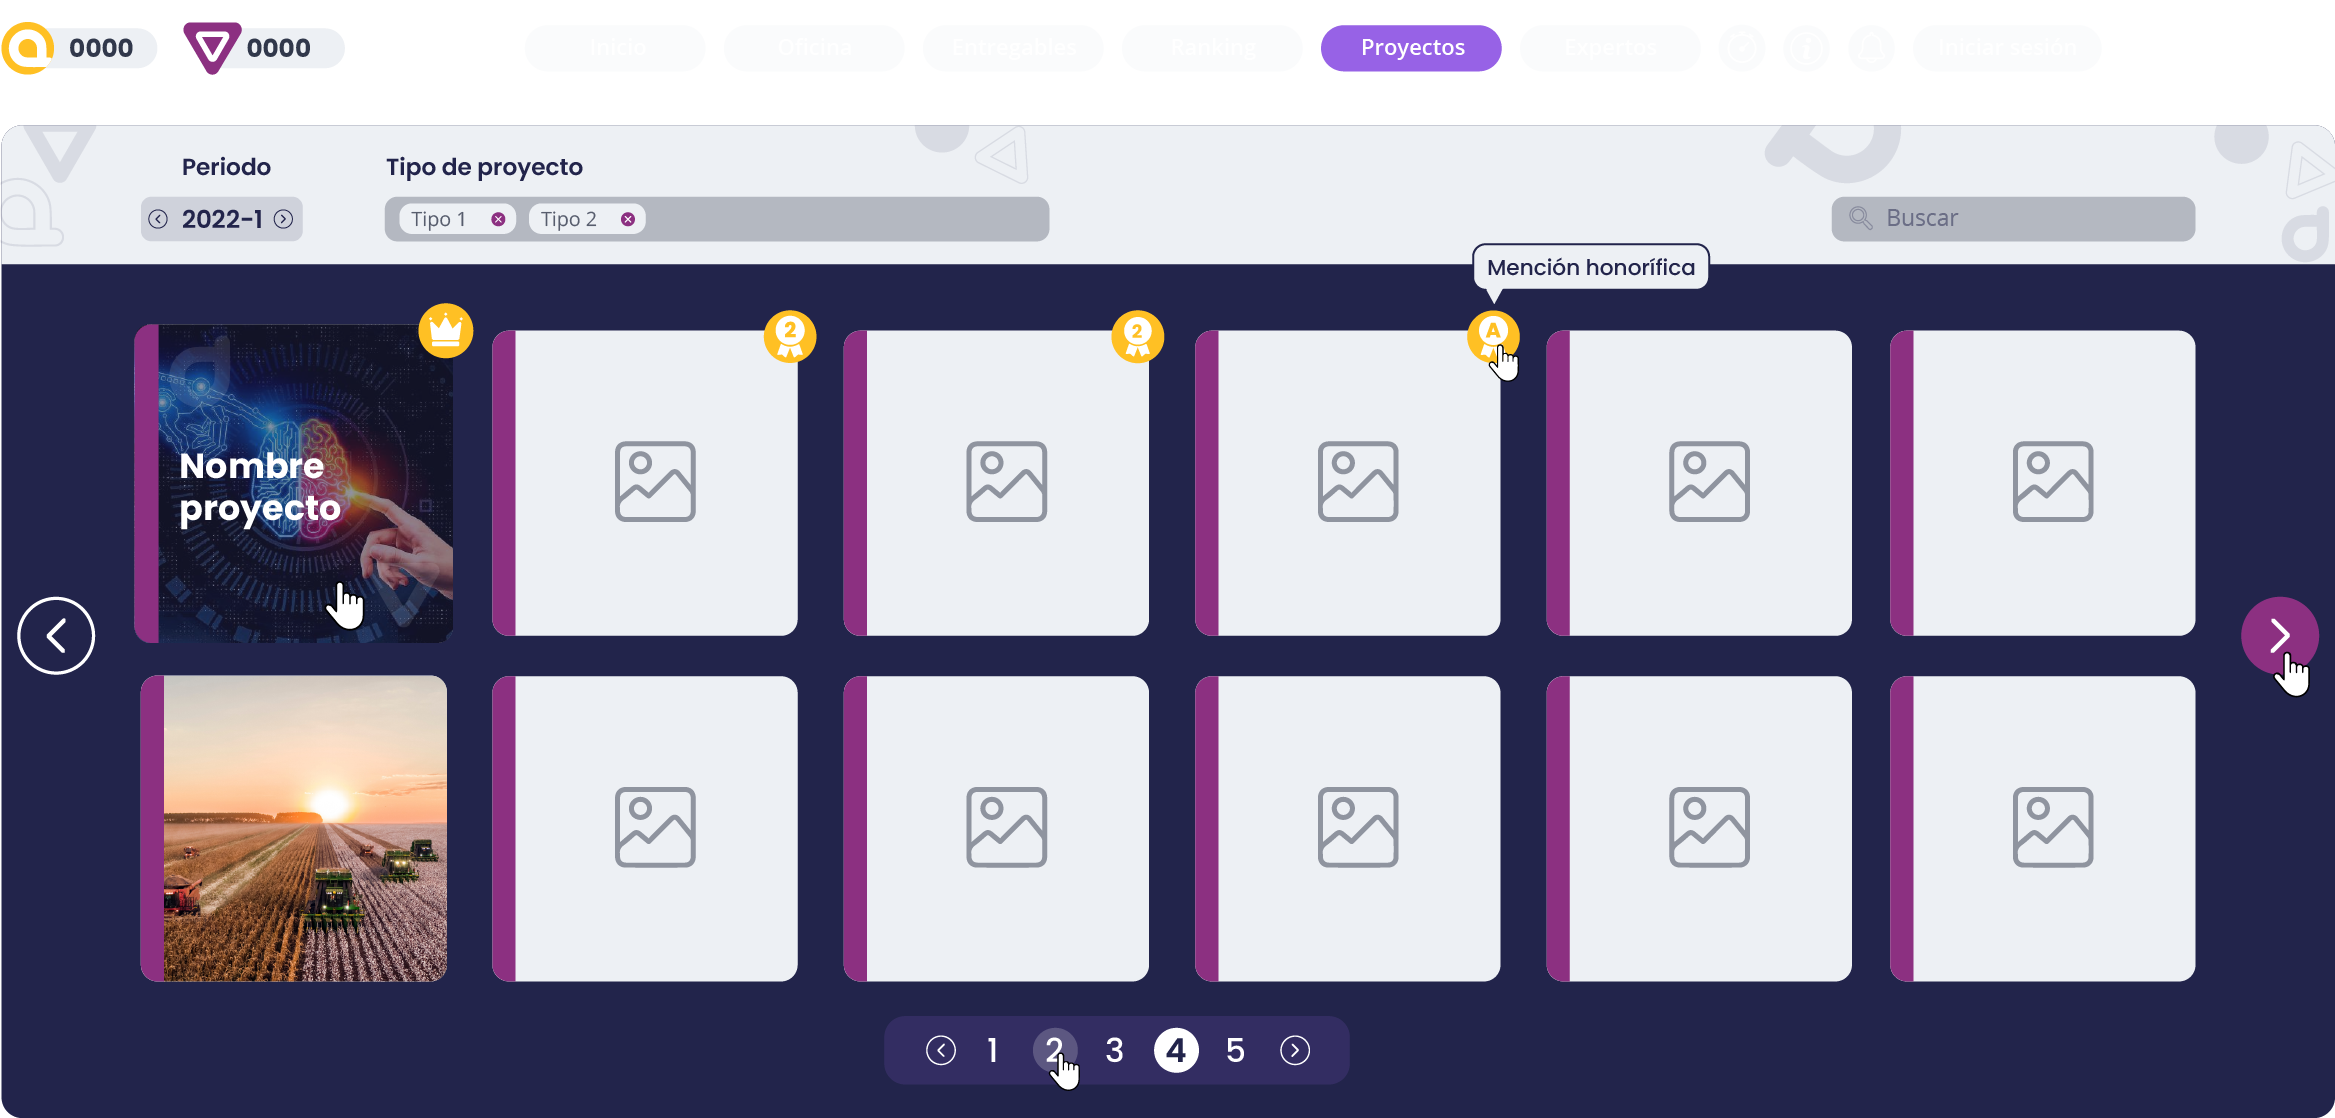 0000
0000
Inicio
Oficina
Entregables
Ranking
Proyectos
Expertos
Iniciar sesión
Periodo
Tipo de proyecto
2022-1
Tipo 1
Tipo 2
Buscar
Mención honorífica
2
2
A
Nombre
proyecto
1
2
3
4
5